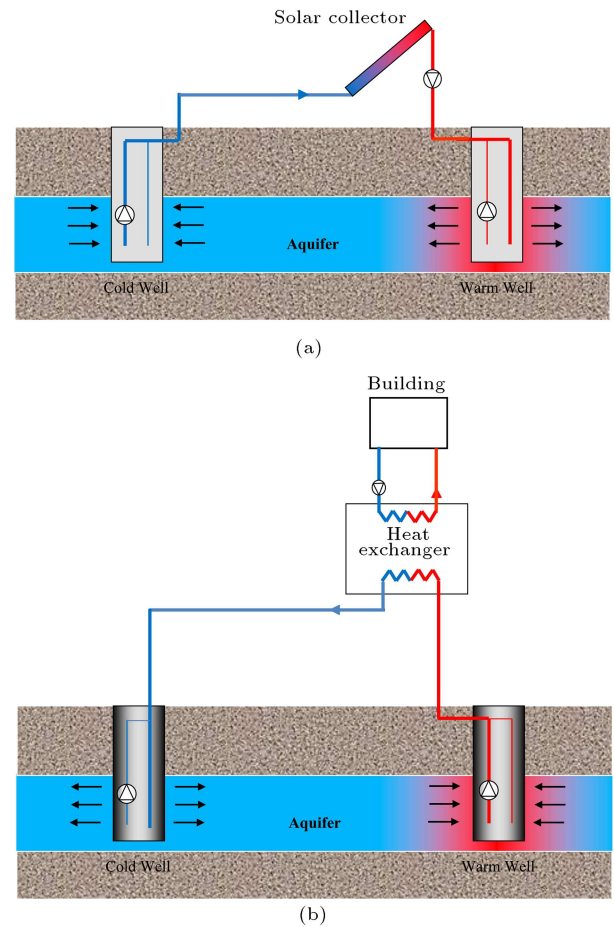 Solar collector
Aquifer
Cold Well
Warm Well
(a)
Building
Heat
exchanger
Aquifer
Cold Well
Warm Well
(b)